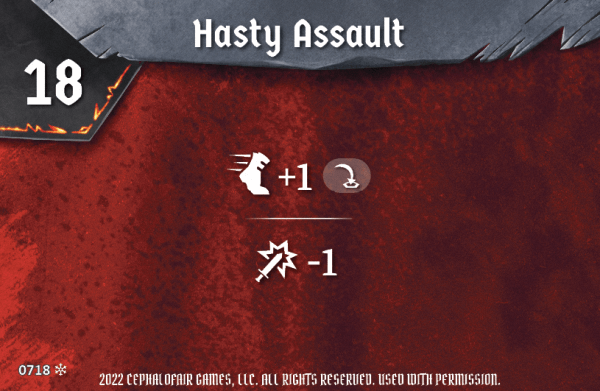 Hasty Assault
18
+1
-1
0718
2022 CEPHALOFAIR GAMES, LLC. ALL RIGHTS RESERVED. USED WITH PERMISSION.